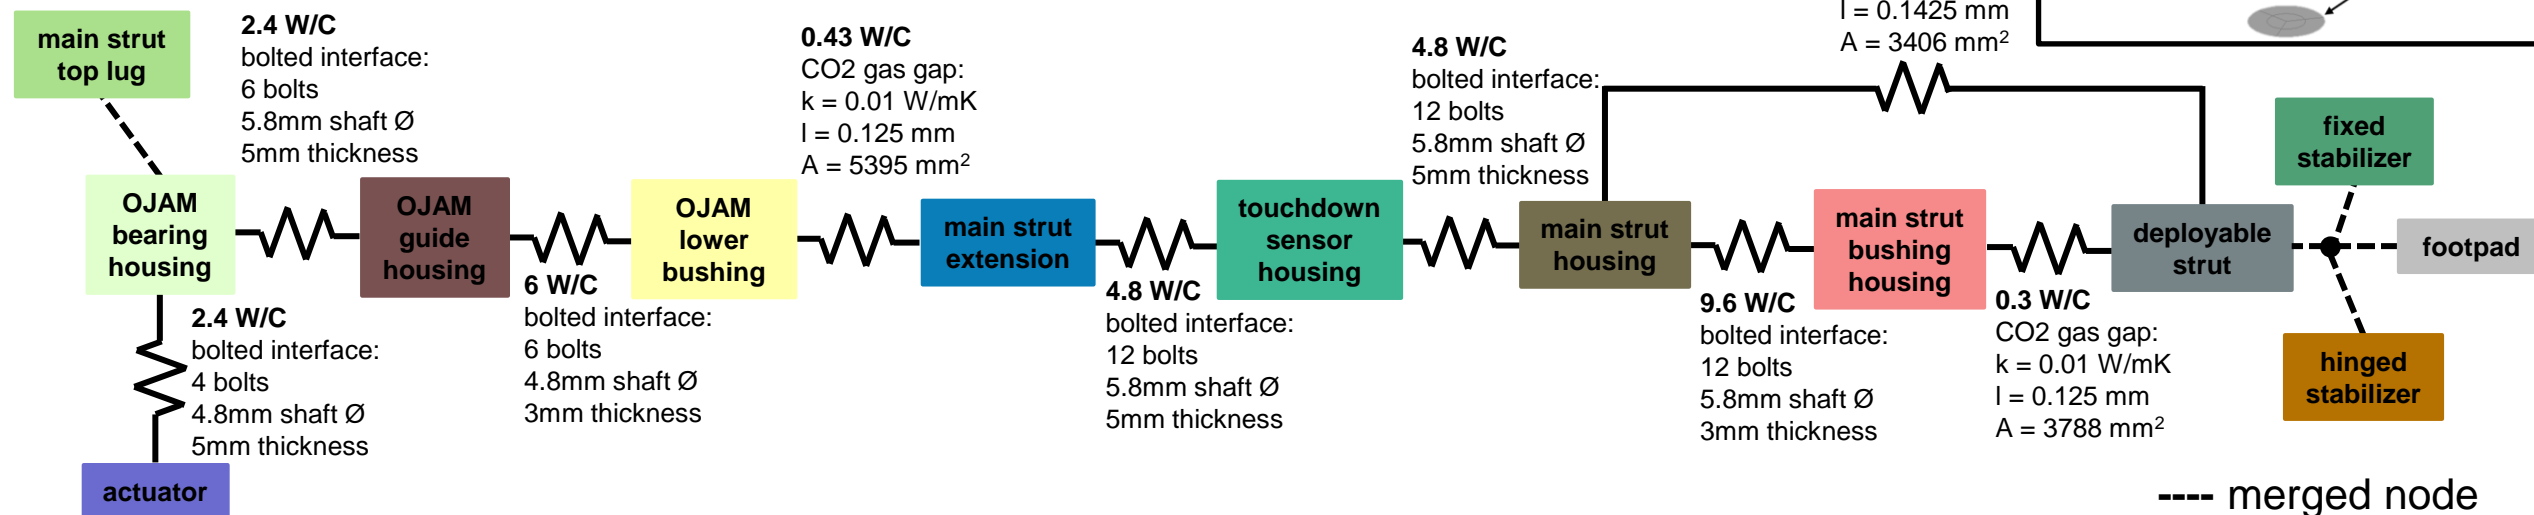 main strut
top lug
2.4 W/C
bolted interface:
6 bolts
5.8mm shaft Ø
5mm thickness
OJAM
bearing
housing
2.4 W/C
bolted interface:
4 bolts
4.8mm shaft Ø
5mm thickness
actuator
OJAM
guide
housing
6 W/C
bolted interface:
6 bolts
4.8mm shaft Ø
3mm thickness
OJAM
lower
bushing
0.43 W/C
CO2 gas gap:
k = 0.01 W/mK
l = 0.125 mm
A = 5395 mm²
main strut
extension
4.8 W/C
bolted interface:
12 bolts
5.8mm shaft Ø
5mm thickness
touchdown
sensor
housing
4.8 W/C
bolted interface:
12 bolts
5.8mm shaft Ø
5mm thickness
main strut
housing
l = 0.1425 mm
A = 3406 mm²
9.6 W/C
bolted interface:
12 bolts
5.8mm shaft Ø
3mm thickness
main strut
bushing
housing
0.3 W/C
CO2 gas gap:
k = 0.01 W/mK
l = 0.125 mm
A = 3788 mm²
deployable
strut
fixed
stabilizer
footpad
hinged
stabilizer
---- merged node